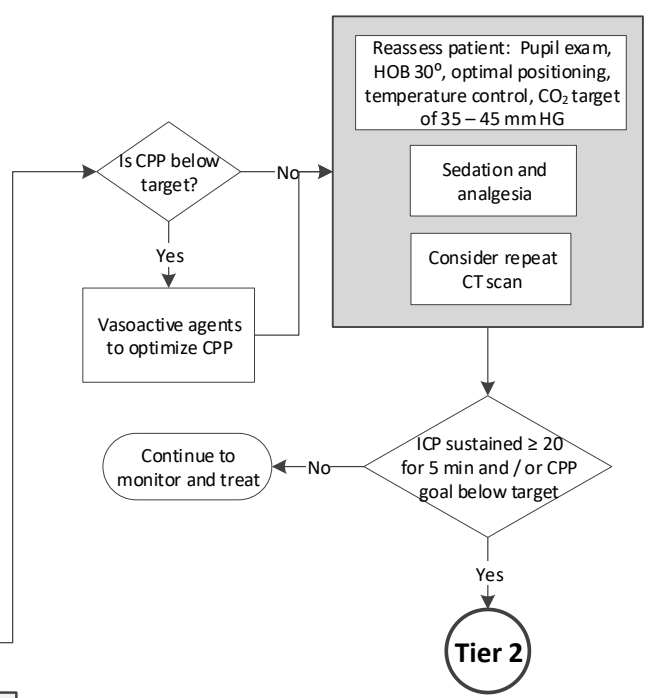 Reassess patient: Pupil exam,
HOB 30⁰, optimal positioning,
temperature control, CO₂ target
of 35 – 45 mm HG
Is CPP below
target?
No
Sedation and
analgesia
Yes
Consider repeat
CT scan
Vasoactive agents
to optimize CPP
ICP sustained ≥ 20
for 5 min and / or CPP
goal below target
No
Continue to
monitor and treat
Yes
Tier 2